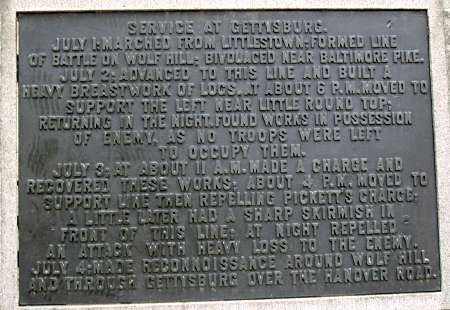 SERVICE AT GETTYSBURG.
JULY 1: MARCHED FROM LITTLESTOWN: FORMED LINE
OF BATTLE ON WOLF HILL: BIVOUACED NEAR BALTIMORE PIKE.
JULY 2: ADVANCED TO THIS LINE AND BUILT A
HEAVY BREASTWORK OF LOGS. AT ABOUT 6 P.M. MOVED TO
SUPPORT THE LEFT NEAR LITTLE ROUND TOP:
RETURNING IN THE NIGHT, FOUND WORKS IN POSSESSION
OF ENEMY, AS NO TROOPS WERE LEFT
TO OCCUPY THEM.
JULY 3: AT ABOUT 11 A.M. MADE A CHARGE AND
RECOVERED THESE WORKS: ABOUT 4 P.M. MOVED TO
SUPPORT LINE THEN REPELLING PICKETT'S CHARGE:
A LITTLE LATER HAD A SHARP SKIRMISH IN
FRONT OF THIS LINE: AT NIGHT REPELLED
AN ATTACK WITH HEAVY LOSS TO THE ENEMY.
JULY 4: MADE RECONNOISSANCE AROUND WOLF HILL
AND THROUGH GETTYSBURG OVER THE HANOVER ROAD.